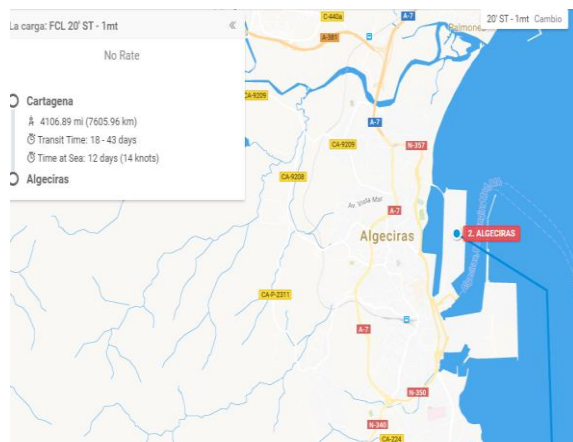 La carga: FCL 20' ST - 1mt
No Rate
Cartagena
4106.89 mi (7605.96 km)
Transit Time: 18 - 43 days
Time at Sea: 12 days (14 knots)
Algeciras
20' ST - 1mt Cambio
C-440a
A-7
A-381
Palmones
CA-9209
A-7
N-357
CA-9209
CA-9208
Av. Virgen del Mar
A-7
Algeciras
2. ALGECIRAS
CA-P-2311
A-7
N-350
N-340
CA-224